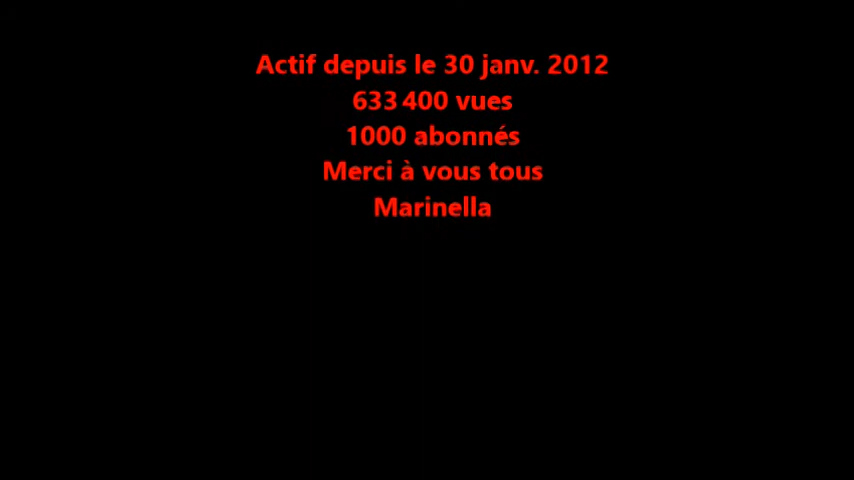 Actif depuis le 30 janv. 2012
633 400 vues
1000 abonnés
Merci à vous tous
Marinella